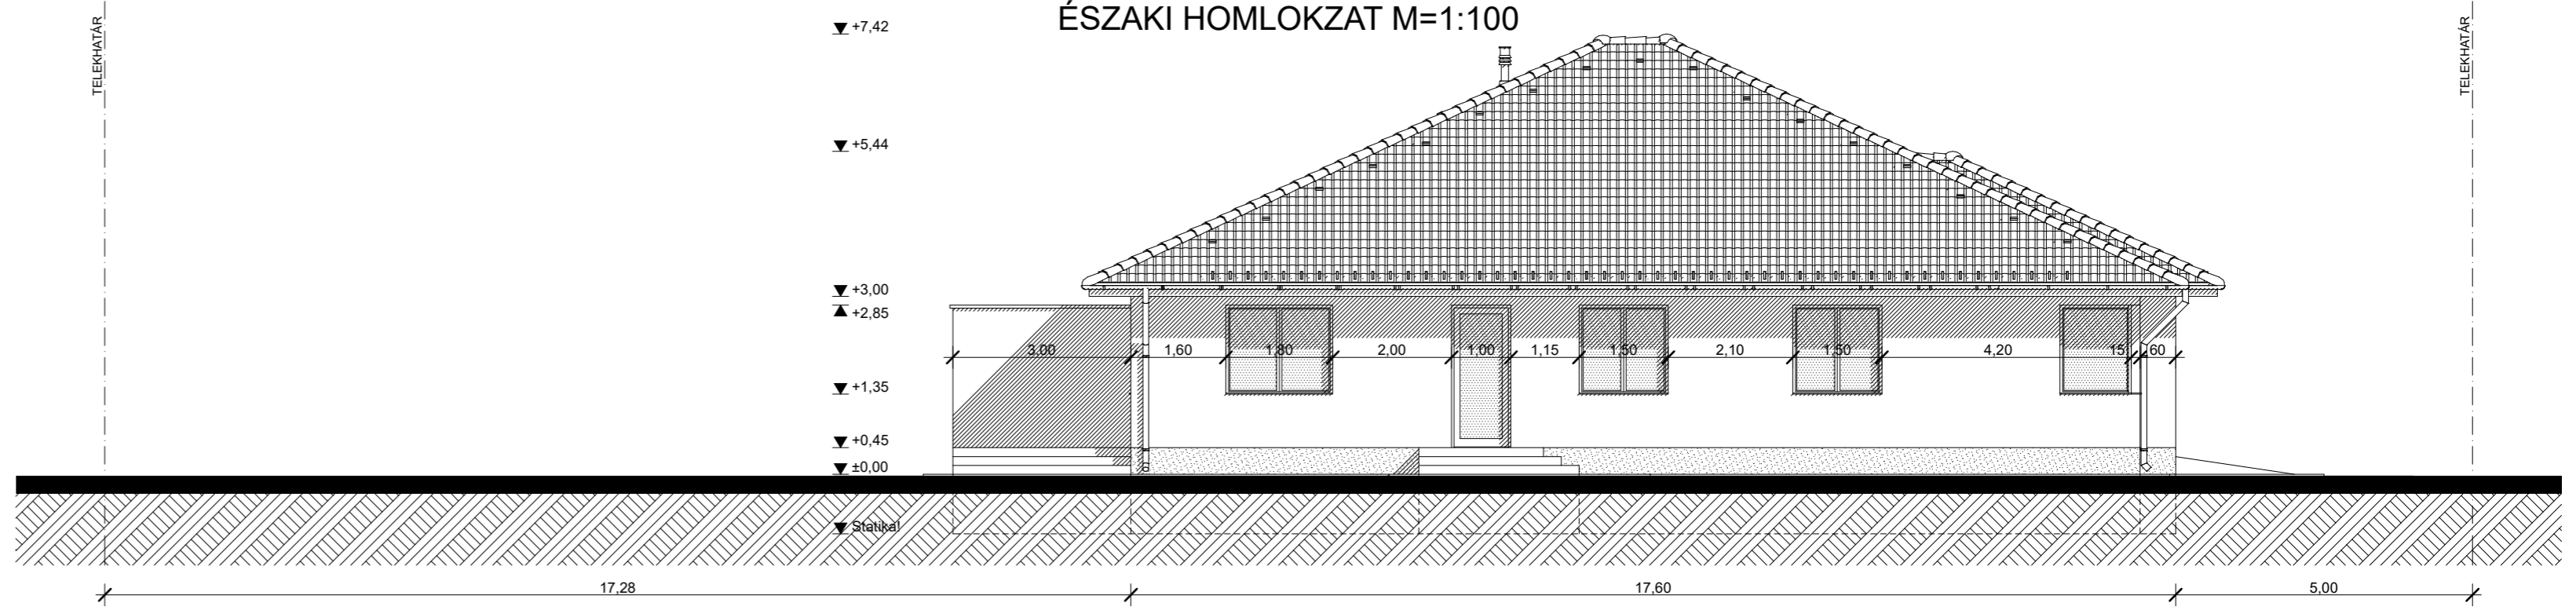 ÉSZAKI HOMLOKZAT M=1:100
TELEKHATÁR
TELEKHATÁR
+7,42
+5,44
+3,00
+2,85
3,00 1,60 1,80 2,00 1,00 1,15 1,50 2,10 1,50 4,20 15 60
+1,35
+0,45
±0,00
Statika!
17,28 17,60 5,00